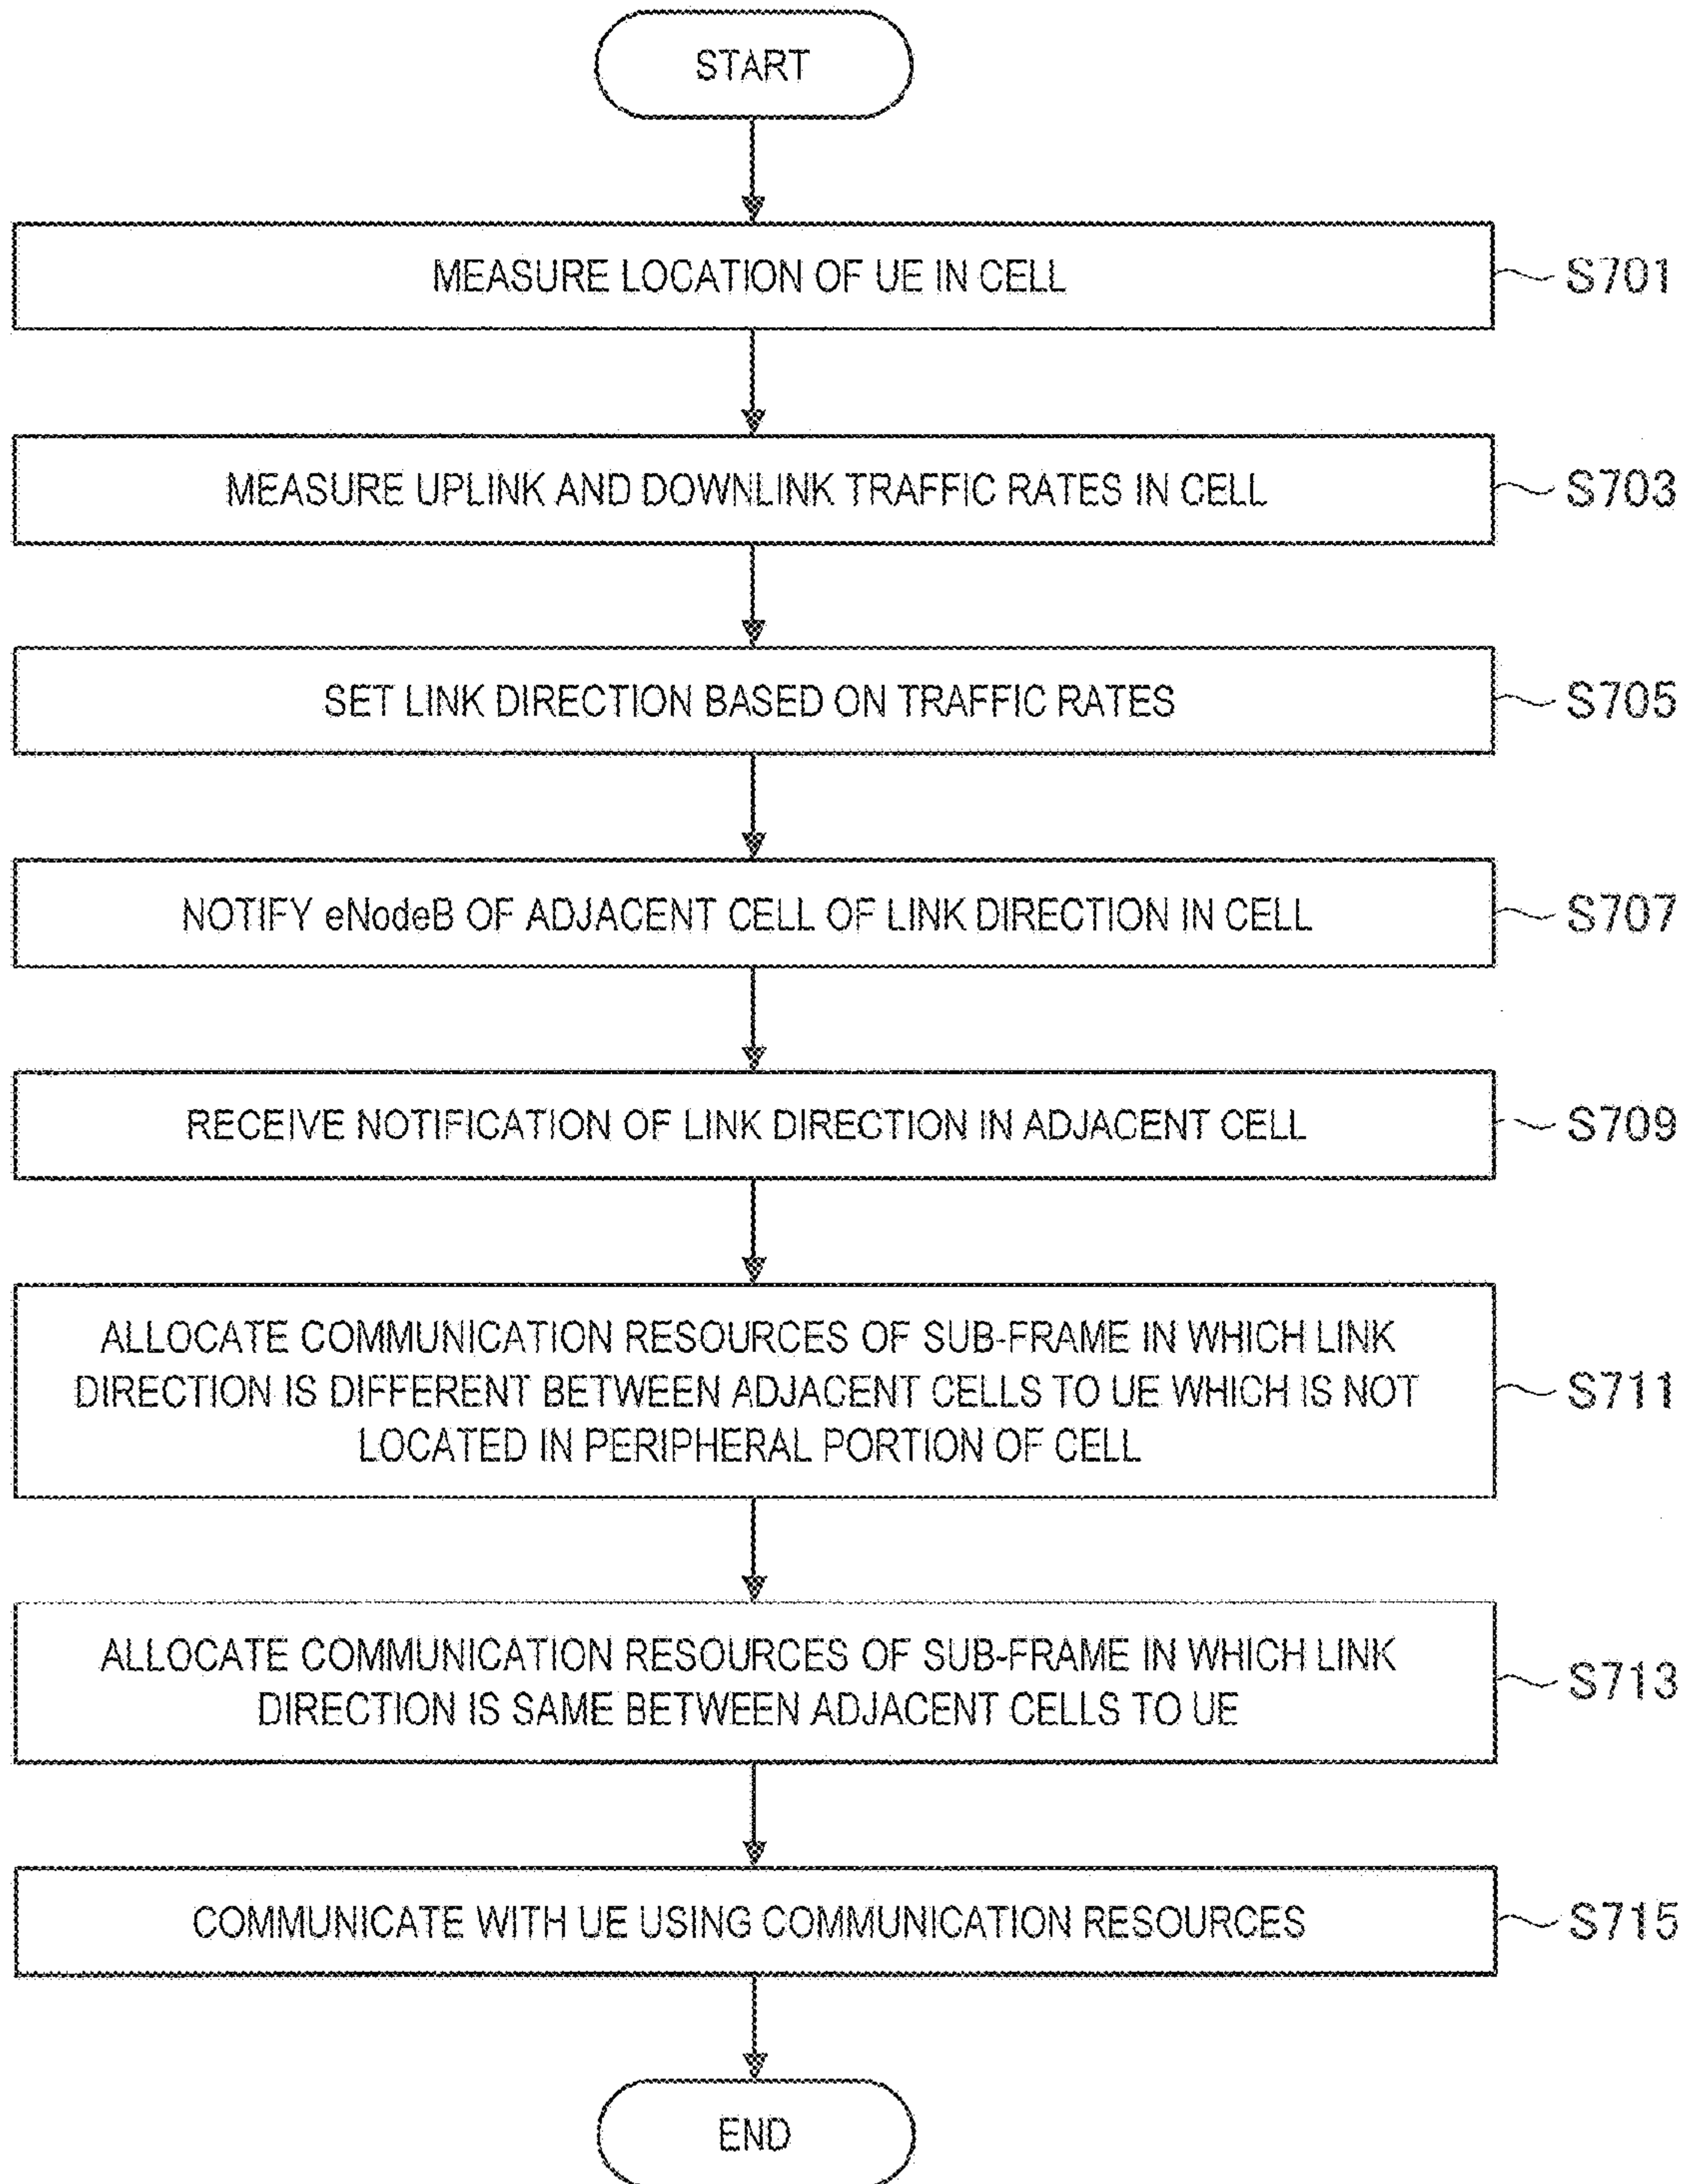 START
MEASURE LOCATION OF UE IN CELL
S701
MEASURE UPLINK AND DOWNLINK TRAFFIC RATES IN CELL
S703
SET LINK DIRECTION BASED ON TRAFFIC RATES
S705
NOTIFY eNodeB OF ADJACENT CELL OF LINK DIRECTION IN CELL
S707
RECEIVE NOTIFICATION OF LINK DIRECTION IN ADJACENT CELL
S709
ALLOCATE COMMUNICATION RESOURCES OF SUB-FRAME IN WHICH LINK
DIRECTION IS DIFFERENT BETWEEN ADJACENT CELLS TO UE WHICH IS NOT
LOCATED IN PERIPHERAL PORTION OF CELL
S711
ALLOCATE COMMUNICATION RESOURCES OF SUB-FRAME IN WHICH LINK
DIRECTION IS SAME BETWEEN ADJACENT CELLS TO UE
S713
COMMUNICATE WITH UE USING COMMUNICATION RESOURCES
S715
END